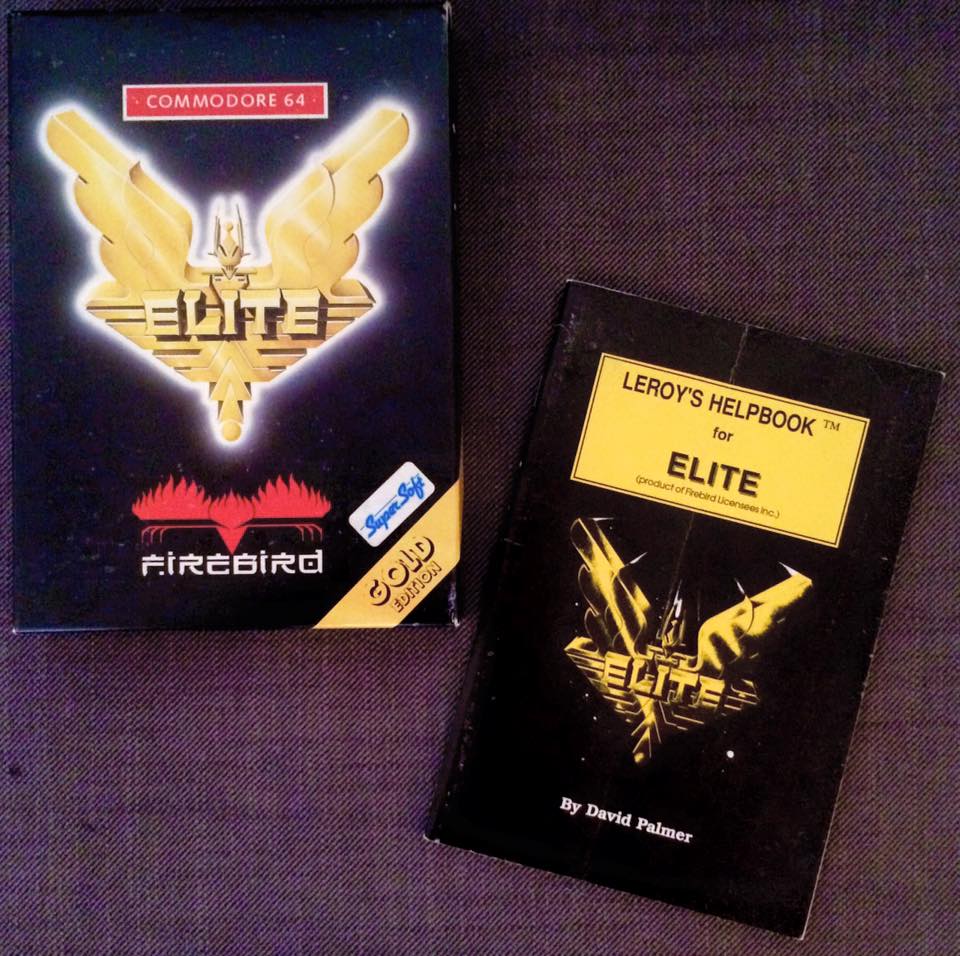 COMMODORE 64
ELITE
FIREBIRD
Super Soft
GOLD
EDITION
LEROY'S HELPBOOK ™
for
ELITE
(product of Firebird Licensees Inc.)
ELITE
By David Palmer